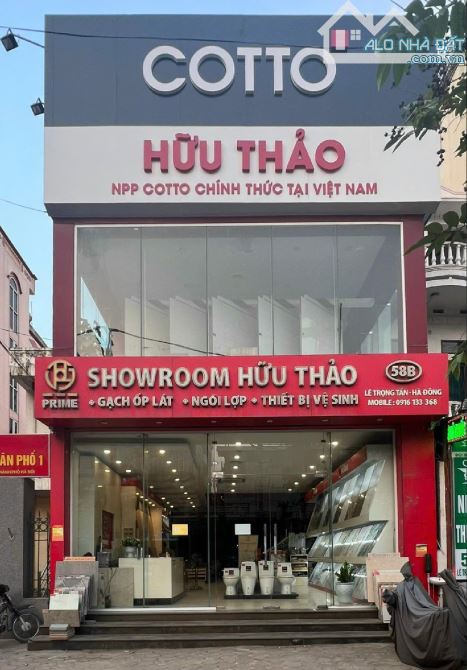 ALO NHÀ ĐẤT
.com.vn
COTTO
HỮU THẢO
NPP COTTO CHÍNH THỨC TẠI VIỆT NAM
PRIME
SHOWROOM HỮU THẢO
58B
+ GẠCH ỐP LÁT + NGÓI LỢP + THIẾT BỊ VỆ SINH
LÊ TRỌNG TẤN - HÀ ĐÔNG
MOBILE : 0916 133 368
ÂN PHỐ 1